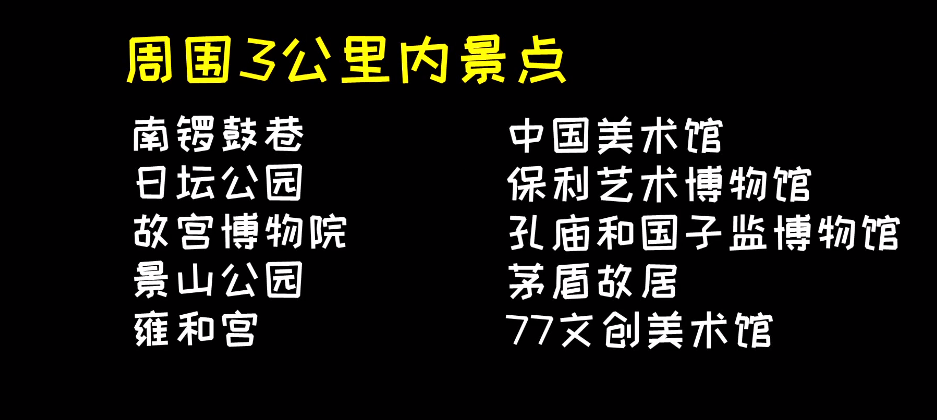 周围3公里内景点
南锣鼓巷
日坛公园
故宫博物院
景山公园
雍和宫
中国美术馆
保利艺术博物馆
孔庙和国子监博物馆
茅盾故居
77文创美术馆